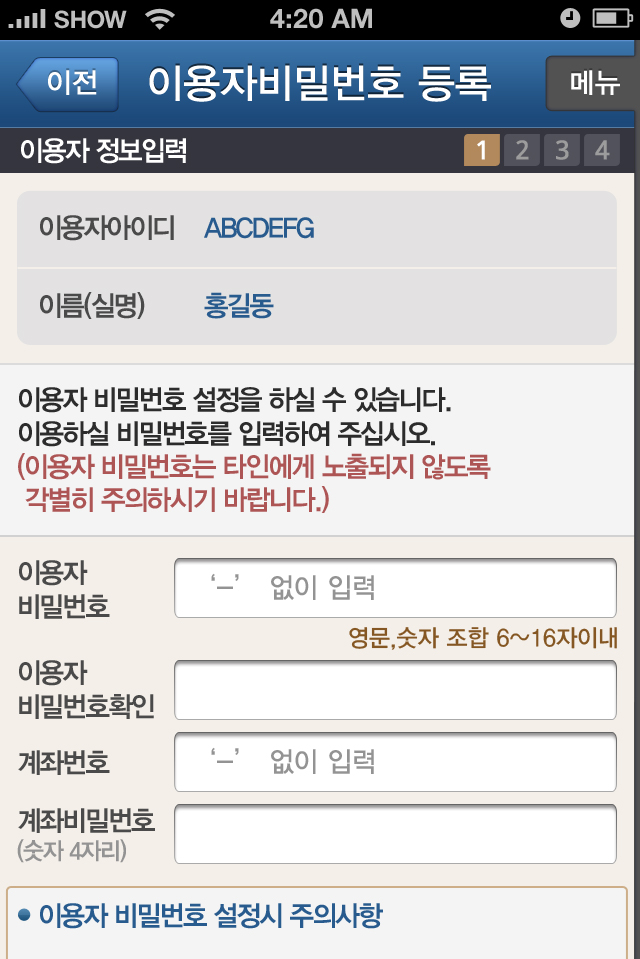 SHOW 4:20 AM
이전 이용자비밀번호 등록 메뉴
이용자 정보입력 1 2 3 4
이용자아이디 ABCDEFG
이름(실명) 홍길동
이용자 비밀번호 설정을 하실 수 있습니다.
이용하실 비밀번호를 입력하여 주십시오.
(이용자 비밀번호는 타인에게 노출되지 않도록
각별히 주의하시기 바랍니다.)
이용자
비밀번호
‘–’ 없이 입력
영문,숫자 조합 6~16자이내
이용자
비밀번호확인
계좌번호 ‘–’ 없이 입력
계좌비밀번호
(숫자 4자리)
• 이용자 비밀번호 설정시 주의사항